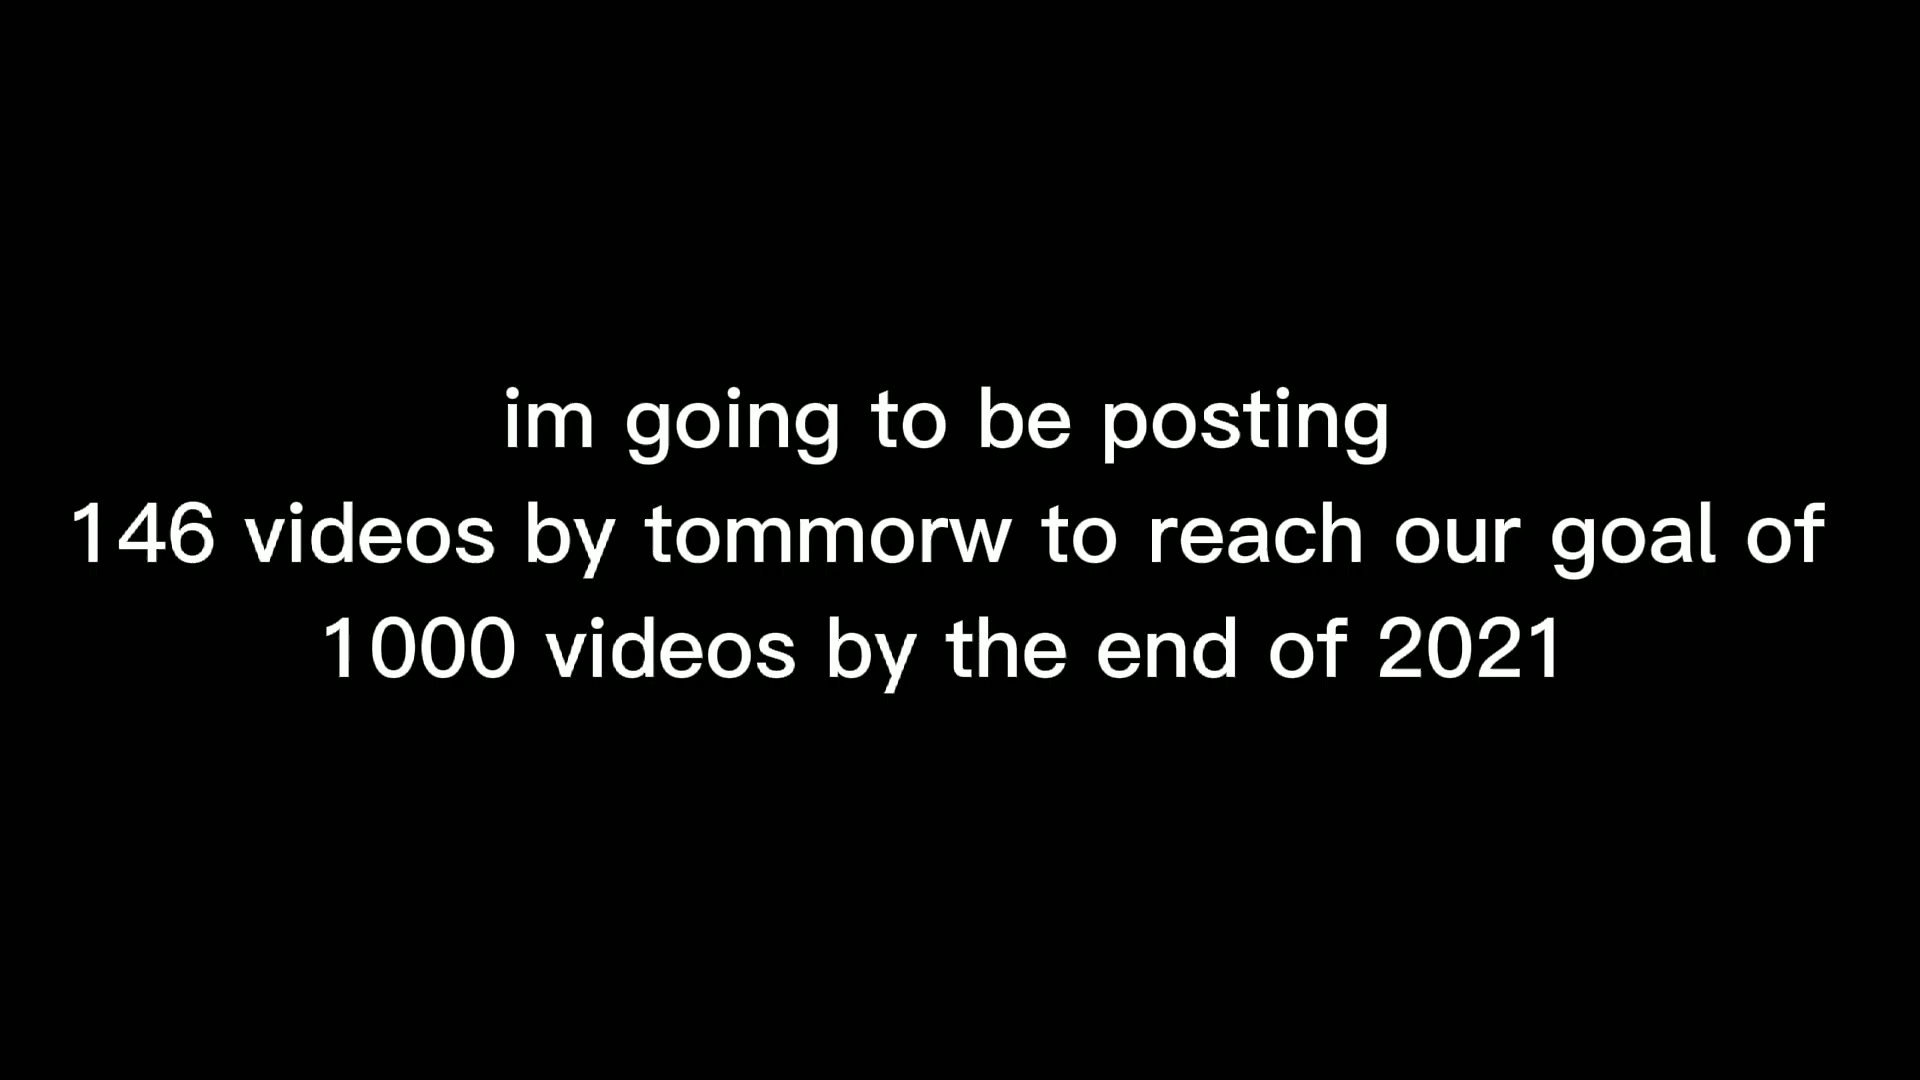 im going to be posting
146 videos by tommorw to reach our goal of
1000 videos by the end of 2021